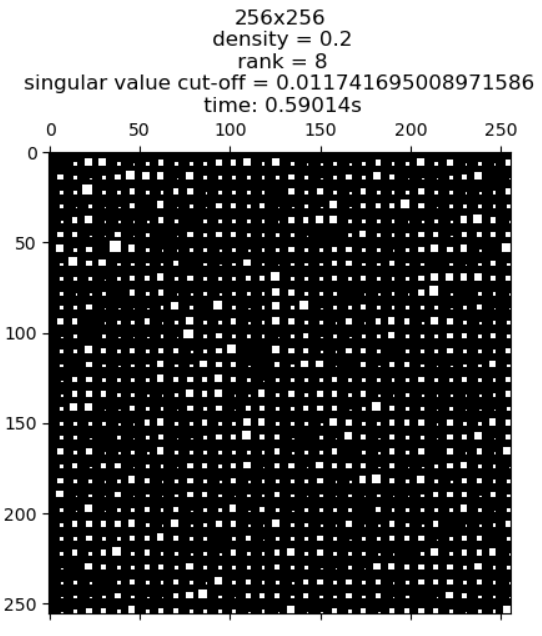 256x256
density = 0.2
rank = 8
singular value cut-off = 0.011741695008971586
time: 0.59014s
0 50 100 150 200 250
0
50
100
150
200
250